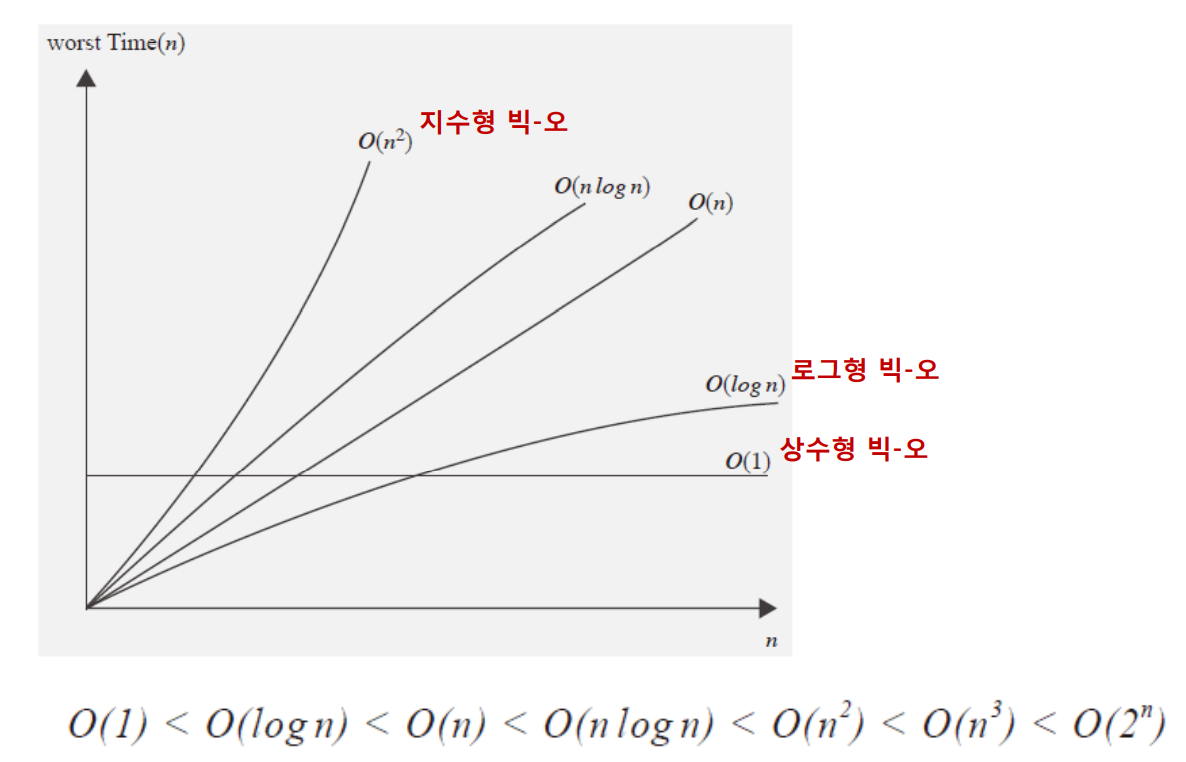 worst Time(n)
지수형 빅-오
O(n²)
O(n log n)
O(n)
로그형 빅-오
O(log n)
상수형 빅-오
O(1)
n
O(1) < O(log n) < O(n) < O(n log n) < O(n²) < O(n³) < O(2ⁿ)